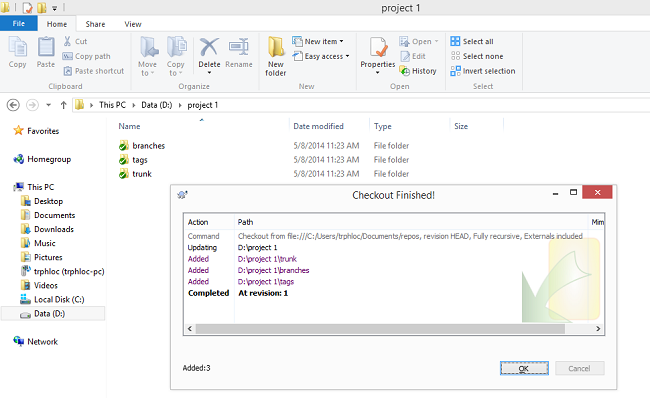 project 1
File Home Share View
Copy
Paste
Cut
Copy path
Paste shortcut
Clipboard
Move to
Copy to
Delete
Rename
Organize
New folder
New item
Easy access
New
Properties
Open
Edit
History
Open
Select all
Select none
Invert selection
Select
This PC Data (D:) project 1
Favorites
Homegroup
This PC
Desktop
Documents
Downloads
Music
Pictures
trphloc (trphloc-pc)
Videos
Local Disk (C:)
Data (D:)
Network
Name Date modified Type Size
branches 5/8/2014 11:23 AM File folder
tags 5/8/2014 11:23 AM File folder
trunk 5/8/2014 11:23 AM File folder
Checkout Finished!
Action Path Mim
Command Checkout from file:///C:/Users/trphloc/Documents/repos, revision HEAD, Fully recursive, Externals included
Updating D:\project 1
Added D:\project 1\trunk
Added D:\project 1\branches
Added D:\project 1\tags
Completed At revision: 1
Added:3
OK Cancel